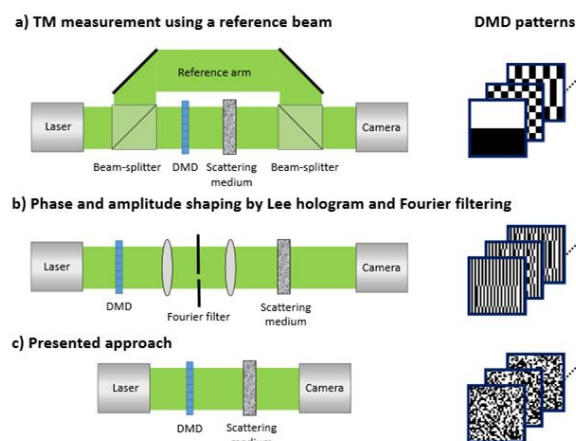 a) TM measurement using a reference beam
DMD patterns
Reference arm
Laser
Camera
Beam-splitter
DMD
Scattering
medium
Beam-splitter
b) Phase and amplitude shaping by Lee hologram and Fourier filtering
Laser
Camera
DMD
Fourier filter
Scattering
medium
c) Presented approach
Laser
Camera
DMD
Scattering
medium